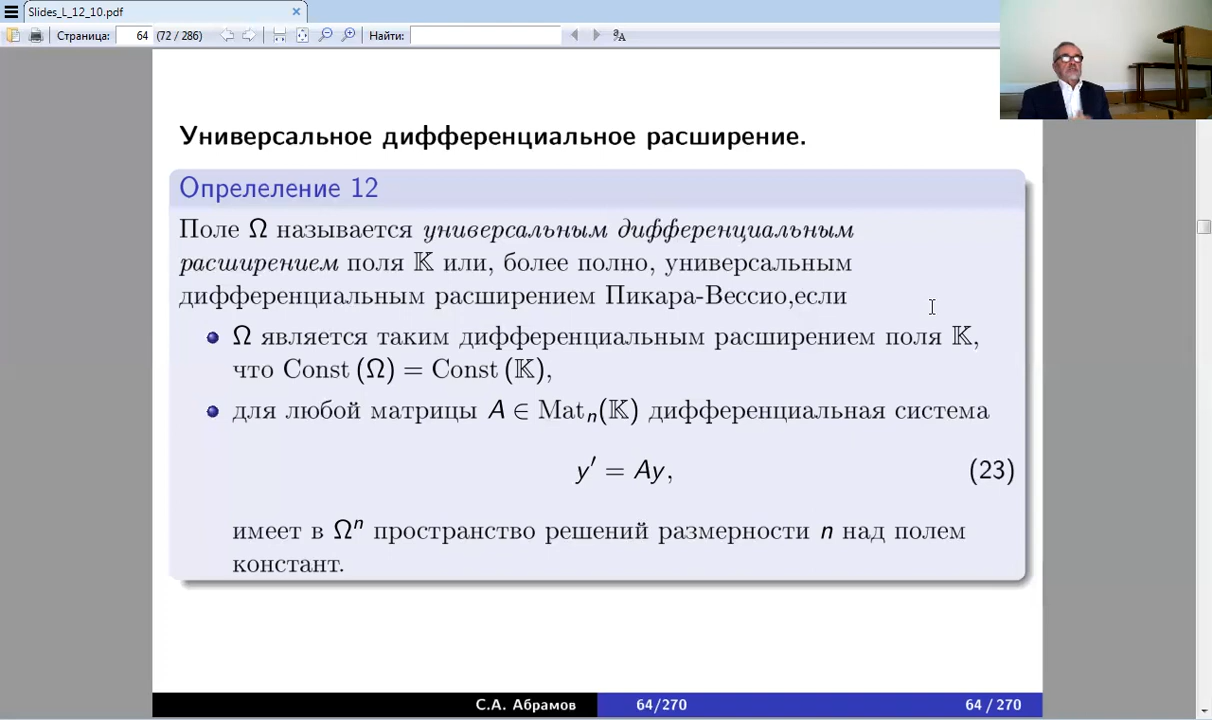 Slides_L_12_10.pdf
Страница: 64 (72 / 286) Найти:
Универсальное дифференциальное расширение.
Опрелеление 12
Поле Ω называется универсальным дифференциальным
расширением поля 𝕂 или, более полно, универсальным
дифференциальным расширением Пикара-Вессио,если
Ω является таким дифференциальным расширением поля 𝕂,
что Const (Ω) = Const (𝕂),
для любой матрицы A ∈ Matₙ(𝕂) дифференциальная система
y′ = Ay, (23)
имеет в Ωⁿ пространство решений размерности n над полем
констант.
С.А. Абрамов 64/270 64 / 270